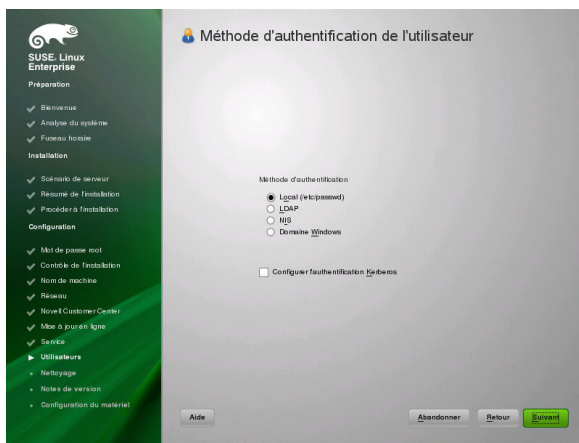 SUSE. Linux
Enterprise
Préparation
Bienvenue
Analyse du système
Fuseau horaire
Installation
Scénario de serveur
Résumé de l'installation
Procéder à l'installation
Configuration
Mot de passe root
Contrôle de l'installation
Nom de machine
Réseau
Novell Customer Center
Mise à jour en ligne
Service
Utilisateurs
Nettoyage
Notes de version
Configuration du matériel
Méthode d'authentification de l'utilisateur
Méthode d'authentification
Local (/etc/passwd)
LDAP
NIS
Domaine Windows
Configurer l'authentification Kerberos
Aide
Abandonner
Retour
Suivant